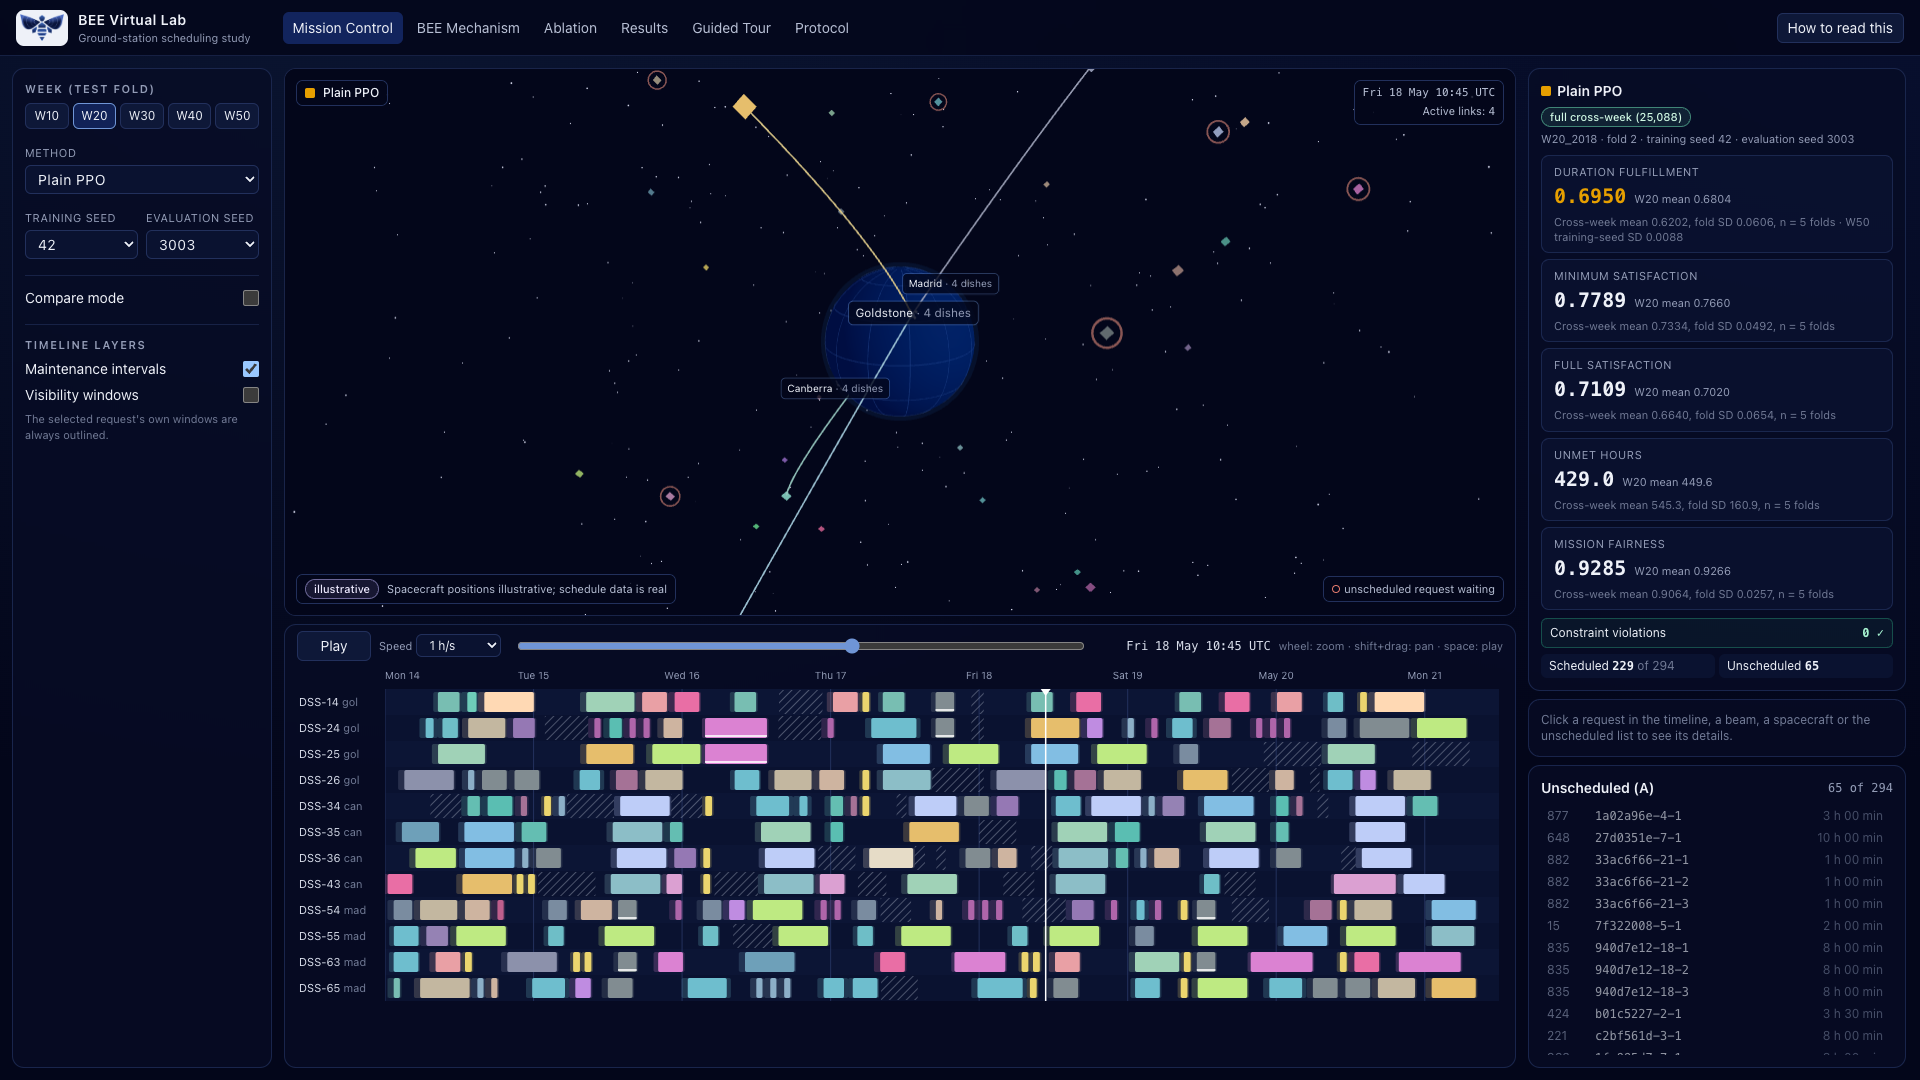 BEE Virtual Lab
Ground-station scheduling study
Mission Control
BEE Mechanism
Ablation
Results
Guided Tour
Protocol
How to read this
WEEK (TEST FOLD)
W10 W20 W30 W40 W50
METHOD
Plain PPO
TRAINING SEED EVALUATION SEED
42 3003
Compare mode
TIMELINE LAYERS
Maintenance intervals
Visibility windows
The selected request's own windows are
always outlined.
Plain PPO
Fri 18 May 10:45 UTC
Active links: 4
Madrid · 4 dishes
Goldstone · 4 dishes
Canberra · 4 dishes
illustrative Spacecraft positions illustrative; schedule data is real
unscheduled request waiting
Play Speed 1 h/s Fri 18 May 10:45 UTC wheel: zoom · shift+drag: pan · space: play
Mon 14 Tue 15 Wed 16 Thu 17 Fri 18 Sat 19 May 20 Mon 21
DSS-14 gol
DSS-24 gol
DSS-25 gol
DSS-26 gol
DSS-34 can
DSS-35 can
DSS-36 can
DSS-43 can
DSS-54 mad
DSS-55 mad
DSS-63 mad
DSS-65 mad
Plain PPO
full cross-week (25,088)
W20_2018 · fold 2 · training seed 42 · evaluation seed 3003
DURATION FULFILLMENT
0.6950 W20 mean 0.6804
Cross-week mean 0.6202, fold SD 0.0606, n = 5 folds · W50
training-seed SD 0.0088
MINIMUM SATISFACTION
0.7789 W20 mean 0.7660
Cross-week mean 0.7334, fold SD 0.0492, n = 5 folds
FULL SATISFACTION
0.7109 W20 mean 0.7020
Cross-week mean 0.6640, fold SD 0.0654, n = 5 folds
UNMET HOURS
429.0 W20 mean 449.6
Cross-week mean 545.3, fold SD 160.9, n = 5 folds
MISSION FAIRNESS
0.9285 W20 mean 0.9266
Cross-week mean 0.9064, fold SD 0.0257, n = 5 folds
Constraint violations 0 ✓
Scheduled 229 of 294 Unscheduled 65
Click a request in the timeline, a beam, a spacecraft or the
unscheduled list to see its details.
Unscheduled (A) 65 of 294
877 1a02a96e-4-1 3 h 00 min
648 27d0351e-7-1 10 h 00 min
882 33ac6f66-21-1 1 h 00 min
882 33ac6f66-21-2 1 h 00 min
882 33ac6f66-21-3 1 h 00 min
15 7f322008-5-1 2 h 00 min
835 940d7e12-18-1 8 h 00 min
835 940d7e12-18-2 8 h 00 min
835 940d7e12-18-3 8 h 00 min
424 b01c5227-2-1 3 h 30 min
221 c2bf561d-3-1 8 h 00 min